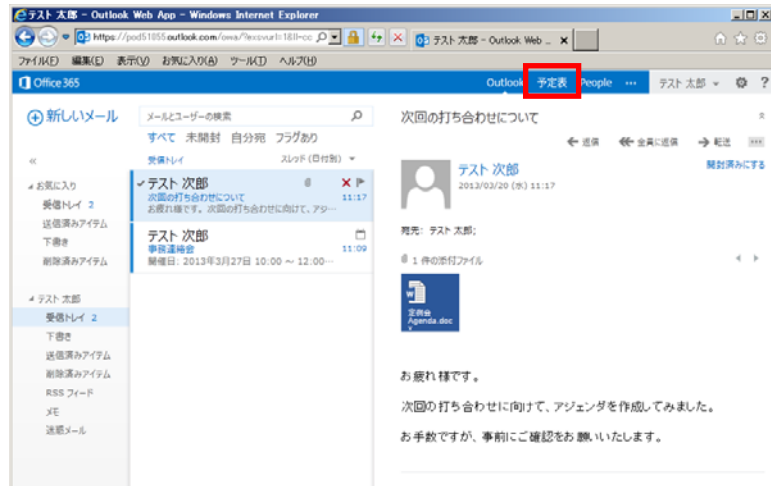 テスト 太郎 - Outlook Web App - Windows Internet Explorer
テスト 太郎 - Outlook Web ...
ファイル(F) 編集(E) 表示(V) お気に入り(A) ツール(T) ヘルプ(H)
Office 365
Outlook 予定表 People ... テスト 太郎 ?
新しいメール
メールとユーザーの検索
すべて 未開封 自分宛 フラグあり
受信トレイ スレッド (日付別)
«
お気に入り
受信トレイ 2
送信済みアイテム
下書き
削除済みアイテム
テスト 太郎
受信トレイ 2
下書き
送信済みアイテム
削除済みアイテム
RSS フィード
メモ
迷惑メール
テスト 次郎
次回の打ち合わせについて 11:17
お疲れ様です。次回の打ち合わせに向けて、アジ...
テスト 次郎
事務連絡会 11:09
開催日: 2013年3月27日 10:00 ～ 12:00...
次回の打ち合わせについて
返信 全員に返信 転送 ...
テスト 次郎 開封済みにする
2013/03/20 (水) 11:17
宛先: テスト 太郎;
1 件の添付ファイル
定例会
Agenda.doc
x
お疲れ様です。
次回の打ち合わせに向けて、アジェンダを作成してみました。
お手数ですが、事前にご確認をお願いいたします。